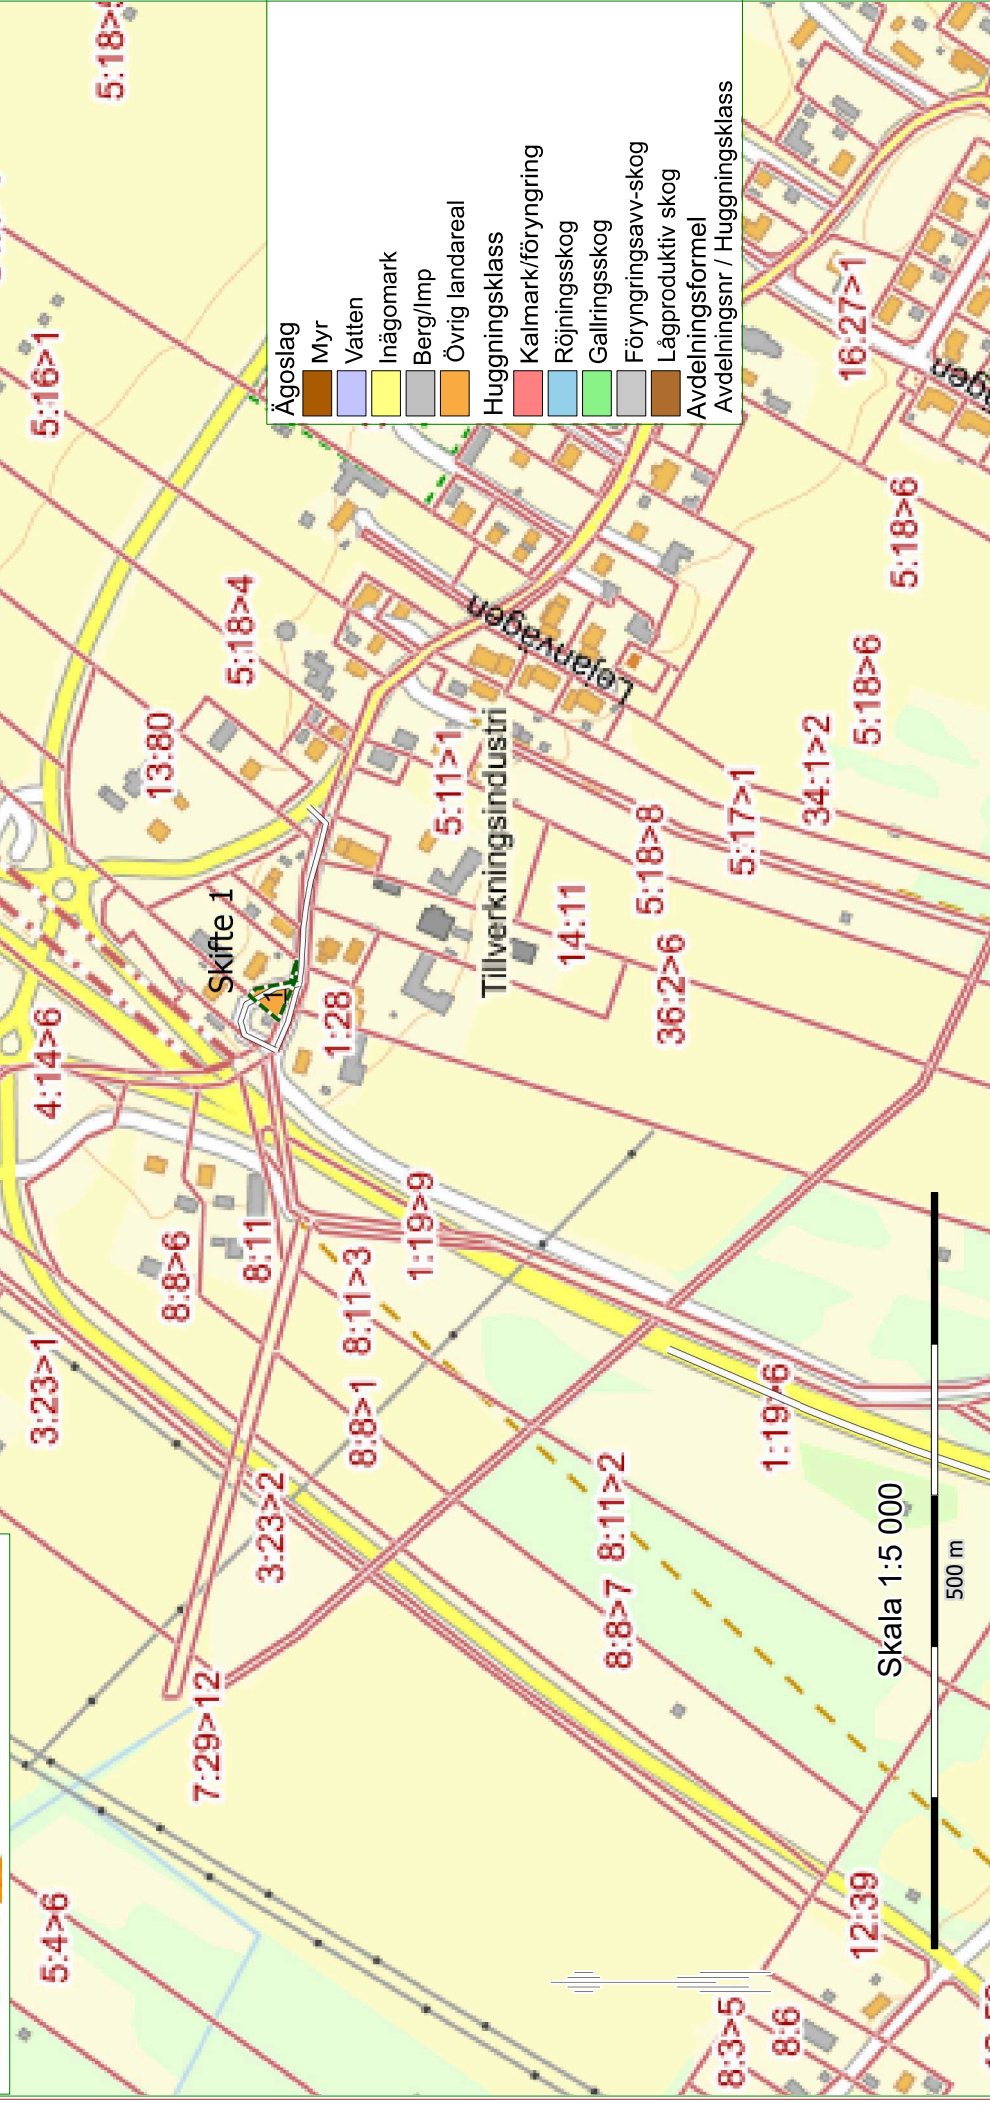 5:4>6
7:29>12
3:23>1
8:8>6
8:11
4:14>6
3:23>2
8:8>1
8:11>3
1:19>9
Skifte 1
1
1:28
13:80
5:18>4
5:16>1
5:11>1
Tillverkningsindustri
Lejanvägen
14:11
5:18>8
36:2>6
5:17>1
34:1>2
5:18>6
5:18>6
16:27>1
8:8>7
8:11>2
1:19>6
12:39
8:3>5
8:6
Ägoslag
Myr
Vatten
Inägomark
Berg/Imp
Övrig landareal
Huggningsklass
Kalmark/föryngring
Röjningsskog
Gallringsskog
Föryngringsavv-skog
Lågproduktiv skog
Avdelningsformel
Avdelningsnr / Huggningsklass
Skala 1:5 000
500 m